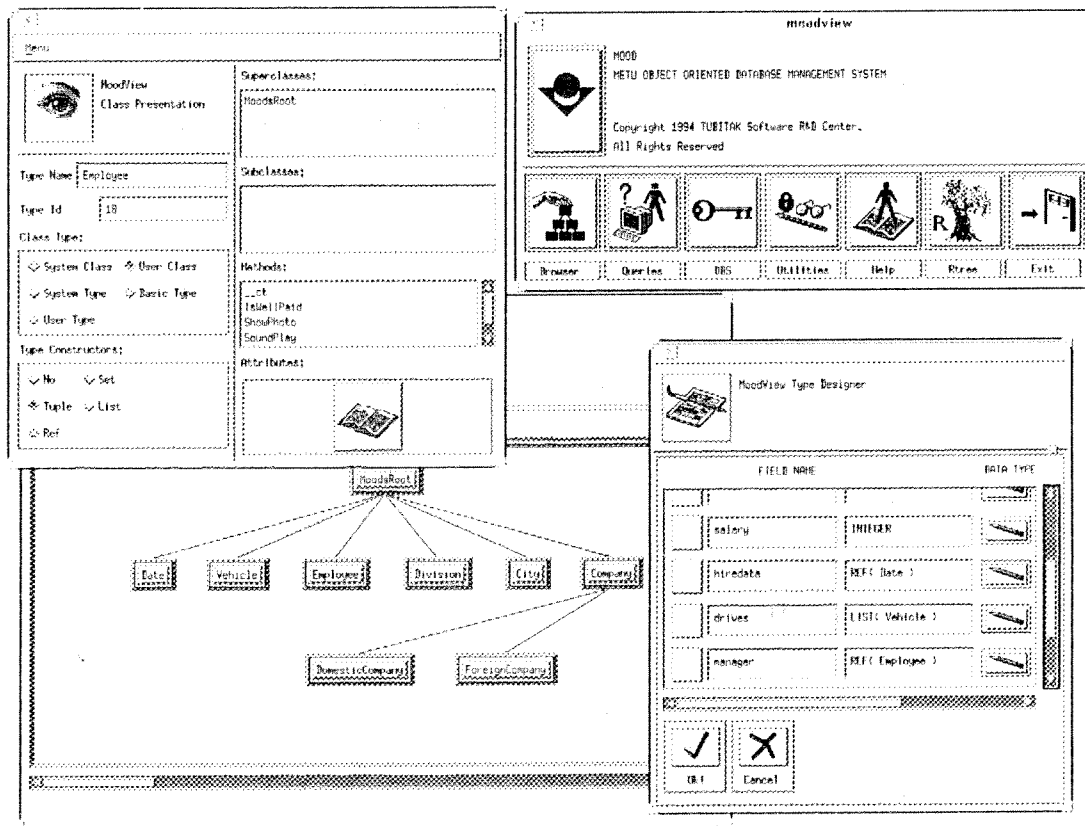 Menu
MoodView
Class Presentation
Type Name Employee
Type Id 18
Class Type:
System Class User Class
System Type Basic Type
User Type
Type Constructors:
No Set
Tuple List
Ref
Superclasses:
MoodsRoot
Subclasses:
Methods:
__ct
IsWellPaid
ShowPhoto
SoundPlay
Attributes:
moodview
MOOD
METU OBJECT ORIENTED DATABASE MANAGEMENT SYSTEM
Copyright 1994 TUBITAK Software R&D Center.
All Rights Reserved
?
R
EXIT
Browser Queries DBS Utilities Help Rtree Exit
MoodsRoot
Date Vehicle Employee Division City Company
DomesticCompany ForeignCompany
MoodView Type Designer
FIELD NAME DATA TYPE
salary INTEGER
hiredata REF( Date )
drives LIST( Vehicle )
manager REF( Employee )
Cancel